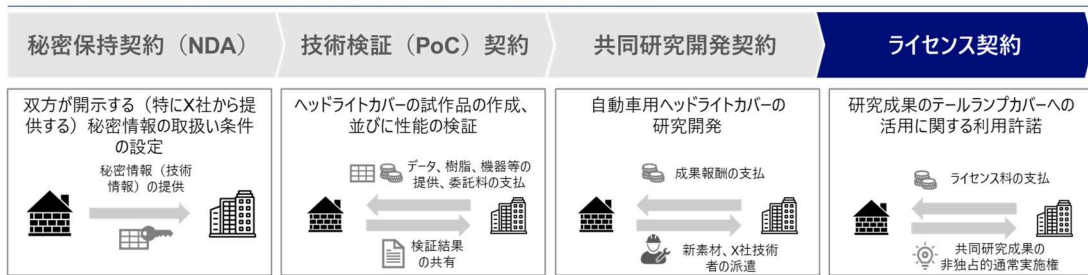 秘密保持契約（NDA）
技術検証（PoC）契約
共同研究開発契約
ライセンス契約
双方が開示する（特にX社から提
供する）秘密情報の取扱い条件
の設定
秘密情報（技術
情報）の提供
ヘッドライトカバーの試作品の作成、
並びに性能の検証
データ、樹脂、機器等の
提供、委託料の支払
検証結果
の共有
自動車用ヘッドライトカバーの
研究開発
成果報酬の支払
新素材、X社技術
者の派遣
研究成果のテールランプカバーへの
活用に関する利用許諾
ライセンス料の支払
共同研究成果の
非独占的通常実施権